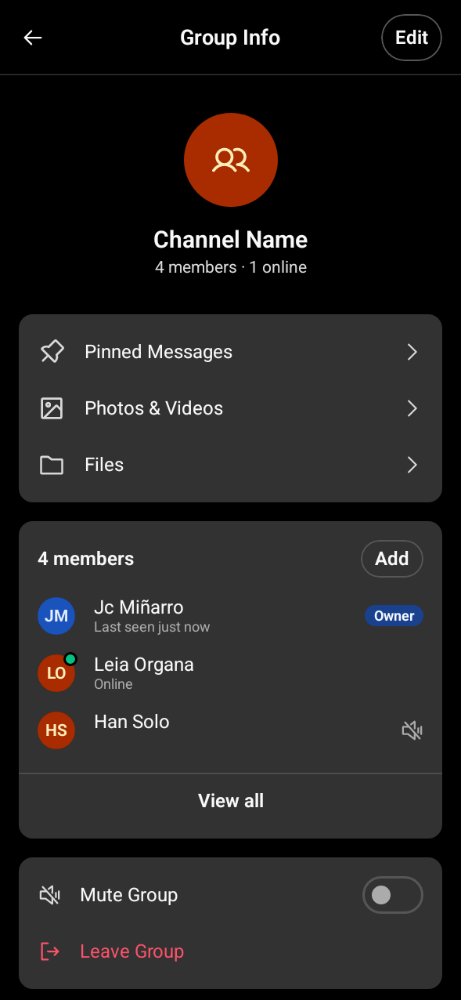 Group Info
Edit
Channel Name
4 members · 1 online
Pinned Messages
Photos & Videos
Files
4 members
Add
JM
Jc Miñarro
Last seen just now
Owner
LO
Leia Organa
Online
HS
Han Solo
View all
Mute Group
Leave Group